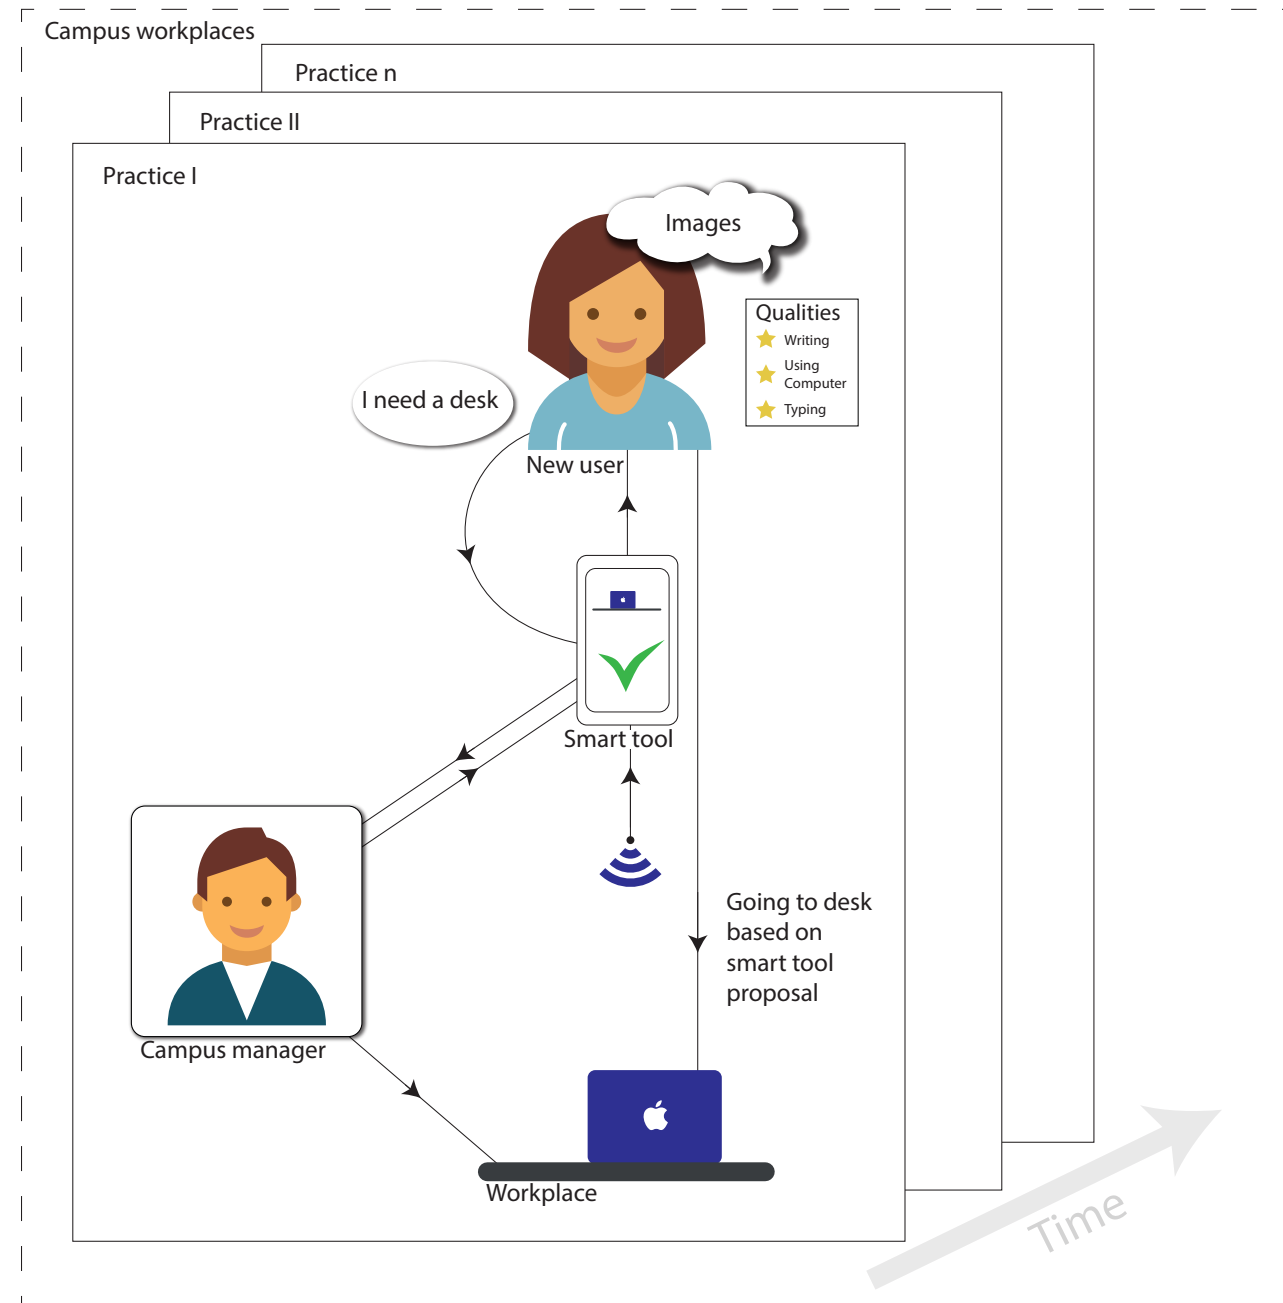 Campus workplaces
Practice n
Practice II
Practice I
Images
Qualities
Writing
Using
Computer
Typing
I need a desk
New user
Smart tool
Going to desk
based on
smart tool
proposal
Campus manager
Workplace
Time